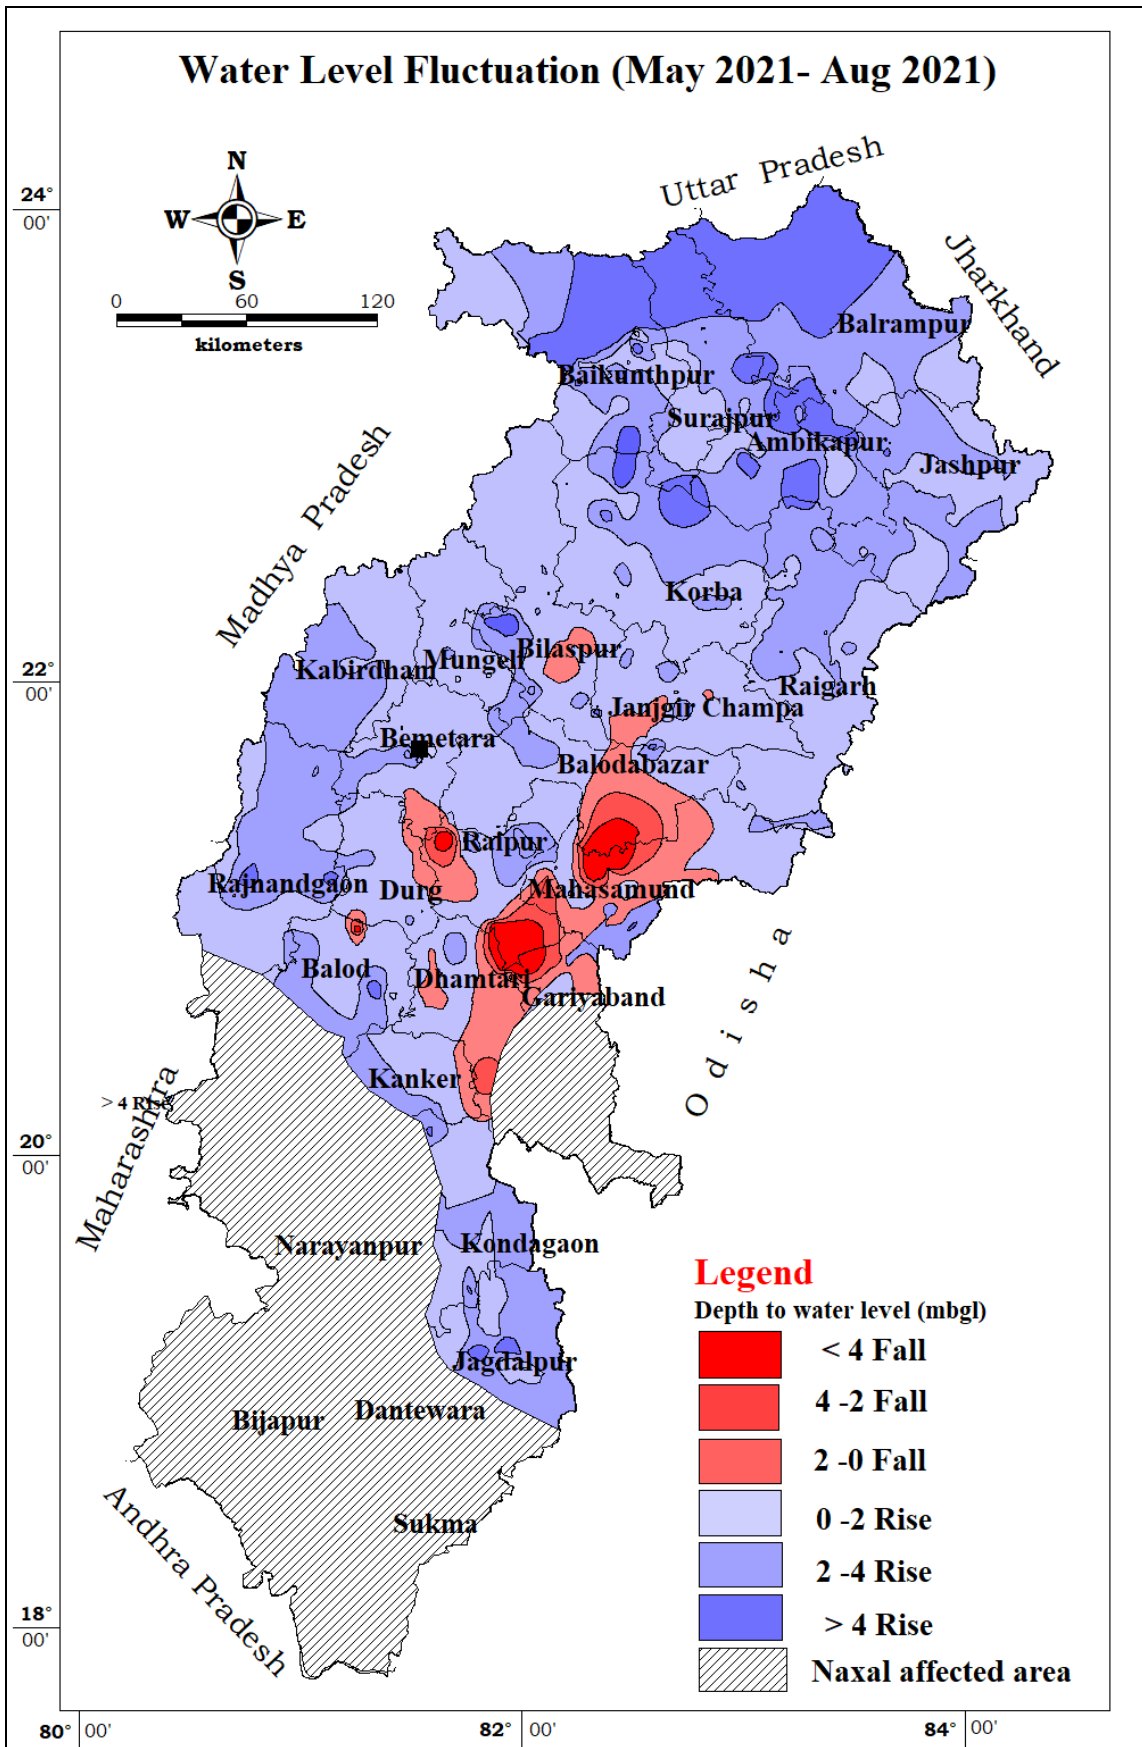 Water Level Fluctuation (May 2021- Aug 2021)
Uttar Pradesh
N
24°
00'
W
E
Jharkhand
S
0
60
120
kilometers
Balrampur
Baikunthpur
Surajpur
Ambikapur
Jashpur
Madhya Pradesh
Korba
Bilaspur
Mungeli
Kabirdham
22°
00'
Raigarh
Janjgir Champa
Bemetara
Balodabazar
Raipur
Rajnandgaon
Durg
Mahasamund
Balod
Dhamtari
Gariyaband
Odisha
Kanker
> 4 Rise
Maharashtra
20°
00'
Narayanpur
Kondagaon
Legend
Depth to water level (mbgl)
< 4 Fall
Jagdalpur
4 -2 Fall
Dantewara
Bijapur
2 -0 Fall
0 -2 Rise
Sukma
Andhra Pradesh
2 -4 Rise
18°
00'
> 4 Rise
Naxal affected area
80° 00'
82° 00'
84° 00'